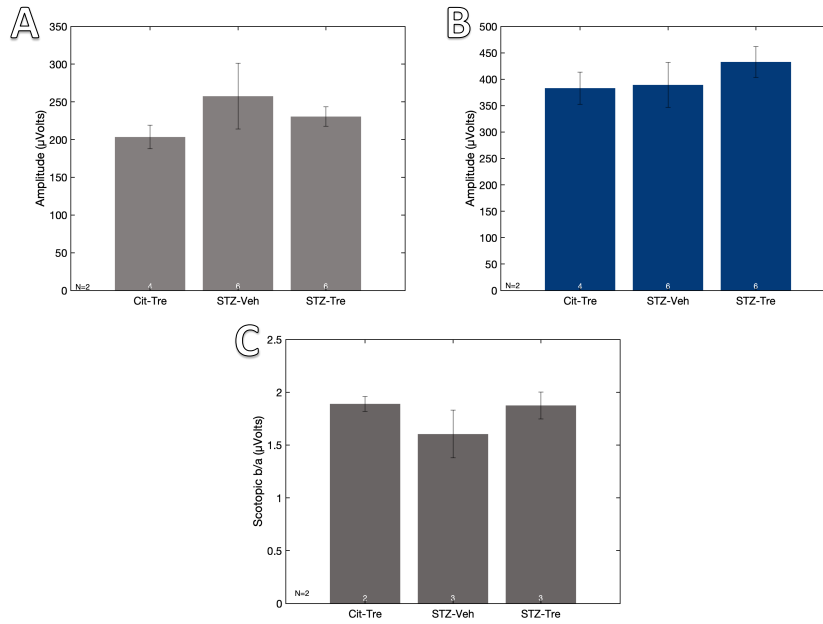 A
350
300
250
200
150
100
50
0
Amplitude (µVolts)
N=2
4
6
6
Cit-Tre
STZ-Veh
STZ-Tre
B
500
450
400
350
300
250
200
150
100
50
0
Amplitude (µVolts)
N=2
4
6
6
Cit-Tre
STZ-Veh
STZ-Tre
C
2.5
2
1.5
1
0.5
0
Scotopic b/a (µVolts)
N=2
2
3
3
Cit-Tre
STZ-Veh
STZ-Tre